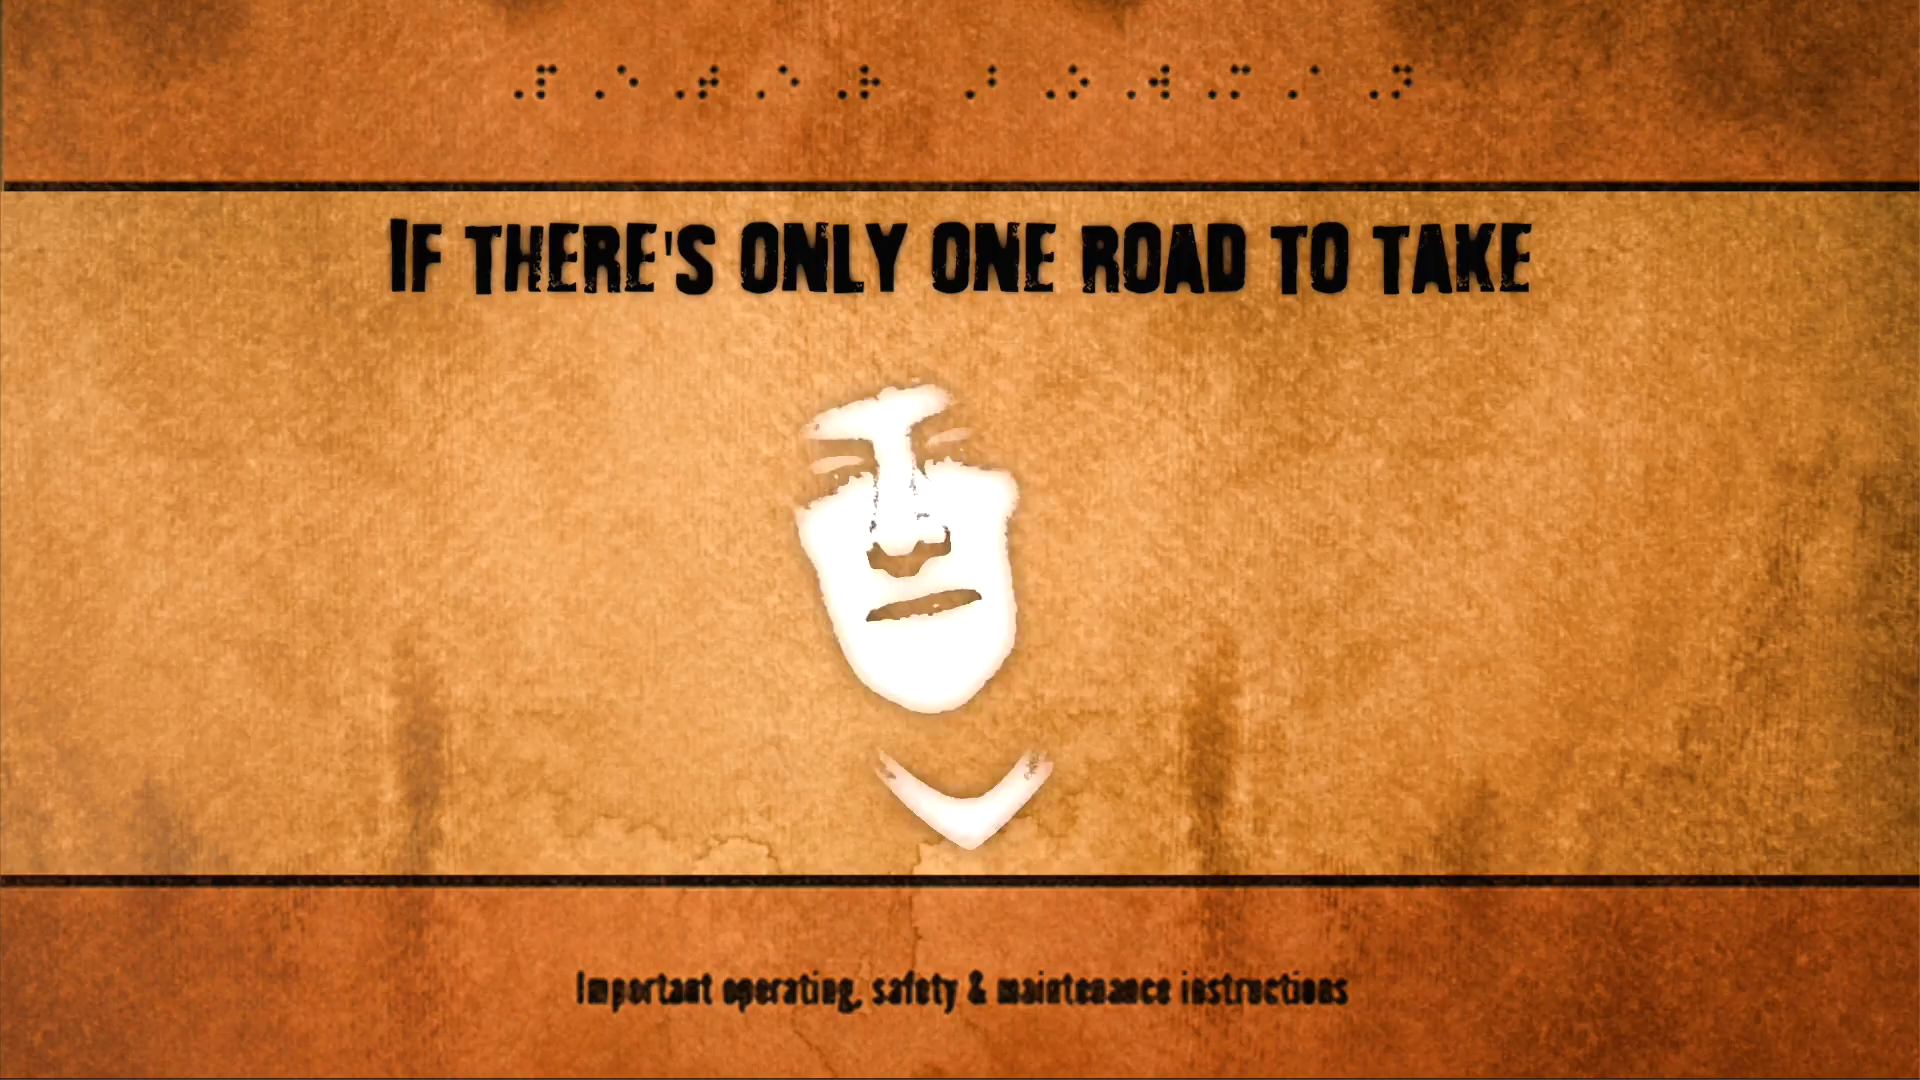 ⠠⠏⠠⠑⠠⠞⠠⠑⠠⠗ ⠠⠎⠠⠕⠠⠺⠠⠍⠠⠁⠠⠝
IF THERE'S ONLY ONE ROAD TO TAKE
Important operating, safety & maintenance instructions